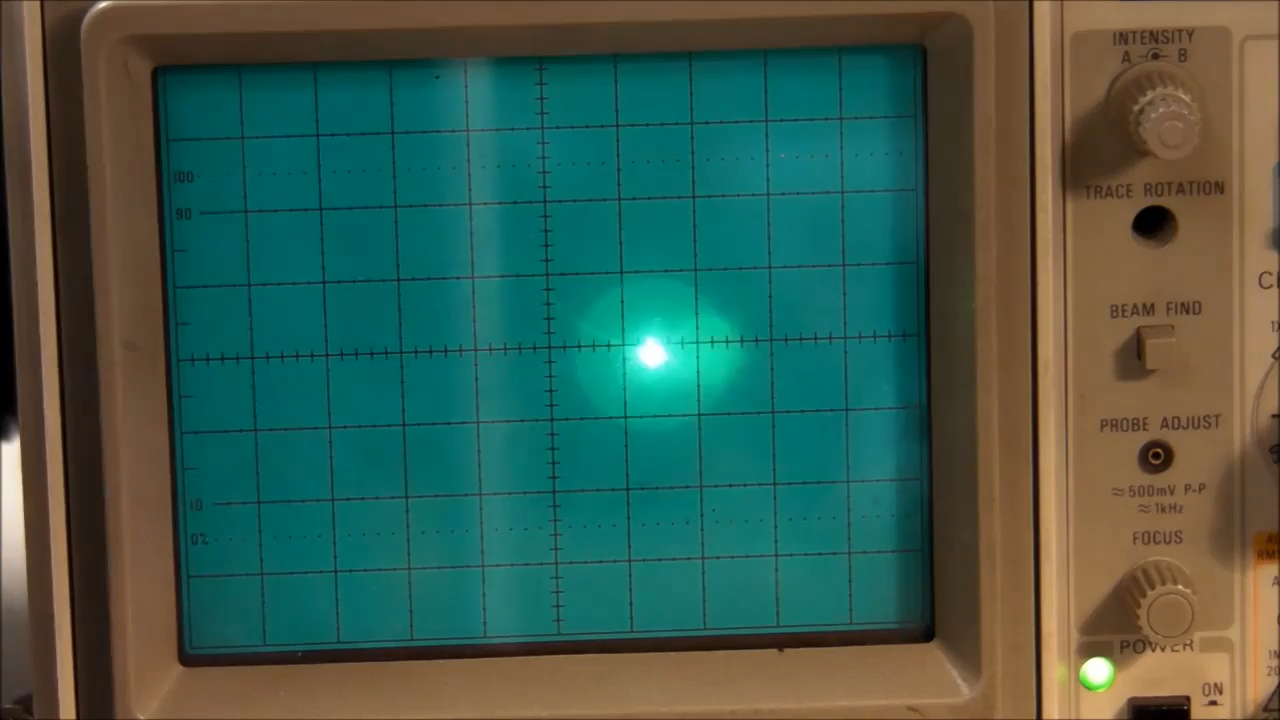 100
90
10
0%
INTENSITY
A B
TRACE ROTATION
BEAM FIND
PROBE ADJUST
≈500mV P-P
≈1kHz
FOCUS
POWER
ON